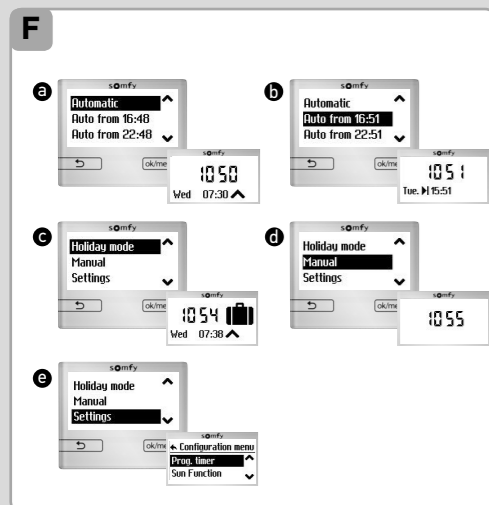 F
a
somfy
Automatic
Auto from 16:48
Auto from 22:48
ok/me
somfy
10 50
Wed 07:30
b
somfy
Automatic
Auto from 16:51
Auto from 22:51
ok/me
somfy
10 51
Tue. 15:51
c
somfy
Holiday mode
Manual
Settings
ok/me
somfy
10 54
Wed 07:38
d
somfy
Holiday mode
Manual
Settings
ok/me
somfy
10 55
e
somfy
Holiday mode
Manual
Settings
ok/me
somfy
Configuration menu
Prog. timer
Sun Function